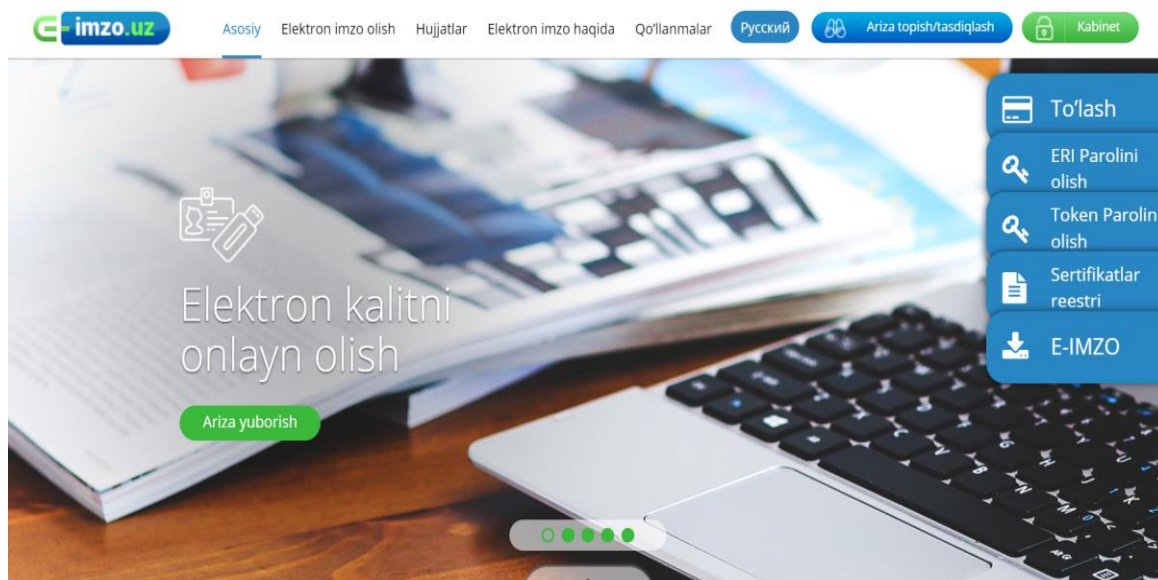 e-imzo.uz
Asosiy
Elektron imzo olish
Hujjatlar
Elektron imzo haqida
Qo'llanmalar
Русский
Ariza topish/tasdiqlash
Kabinet
To'lash
ERI Parolini
olish
Token Parolin
olish
Sertifikatlar
reestri
E-IMZO
Elektron kalitni
onlayn olish
Ariza yuborish